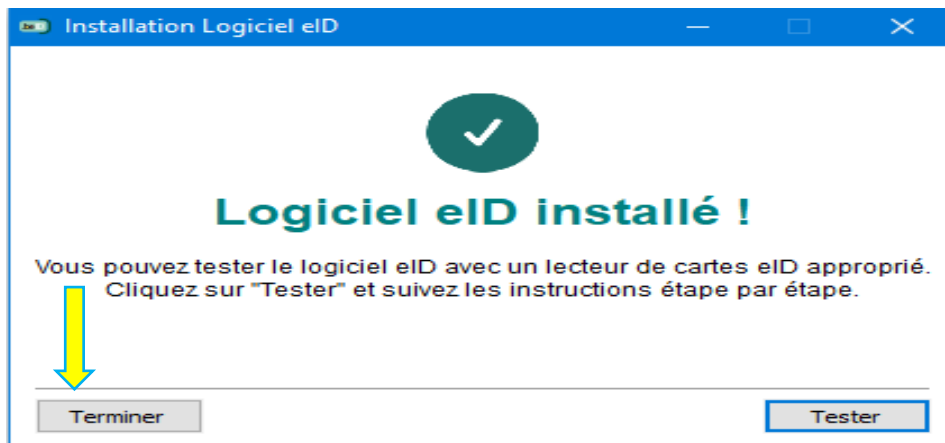 Installation Logiciel eID
Logiciel eID installé !
Vous pouvez tester le logiciel eID avec un lecteur de cartes eID approprié.
Cliquez sur "Tester" et suivez les instructions étape par étape.
Terminer
Tester